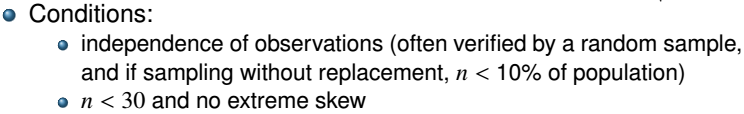 Conditions:
independence of observations (often verified by a random sample,
and if sampling without replacement, n < 10% of population)
n < 30 and no extreme skew